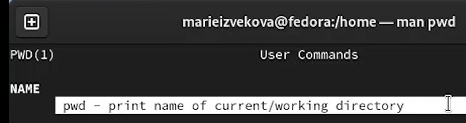 marieizvekova@fedora:/home — man pwd
PWD(1) User Commands
NAME
pwd - print name of current/working directory